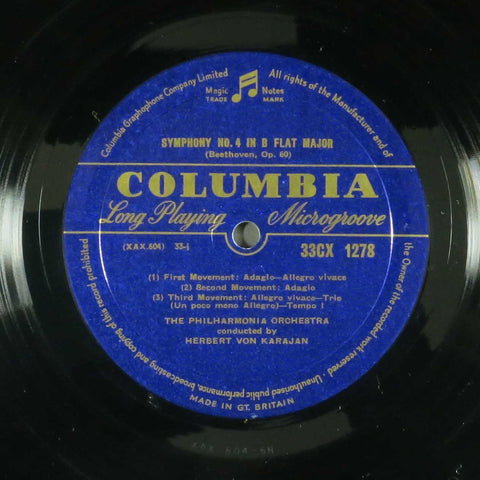 Columbia Graphophone Company Limited
All rights of the Manufacturer and of
the Owner of the recorded work reserved - Unauthorised public performance, broadcasting and copying of this record prohibited
Magic Notes
TRADE MARK
SYMPHONY NO. 4 IN B FLAT MAJOR
(Beethoven, Op. 60)
COLUMBIA
Long Playing Microgroove
(XAX.604) 33-⅓
33CX 1278
(1) First Movement: Adagio—Allegro vivace
(2) Second Movement: Adagio
(3) Third Movement: Allegro vivace—Trio
(Un poco meno Allegro)—Tempo I
THE PHILHARMONIA ORCHESTRA
conducted by
HERBERT VON KARAJAN
MADE IN GT. BRITAIN